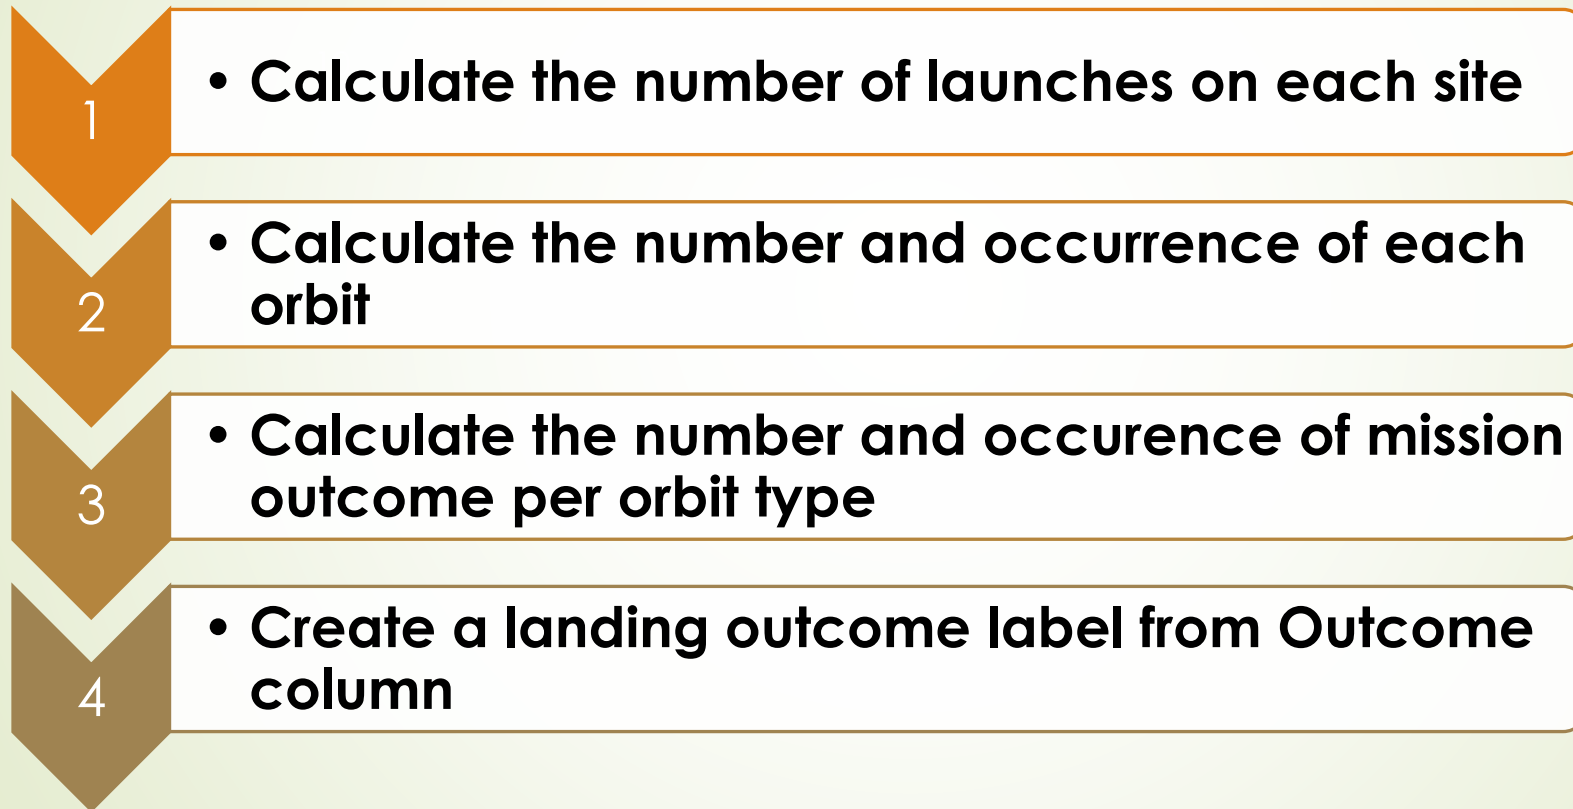 1
• Calculate the number of launches on each site
2
• Calculate the number and occurrence of each
orbit
3
• Calculate the number and occurence of mission
outcome per orbit type
4
• Create a landing outcome label from Outcome
column